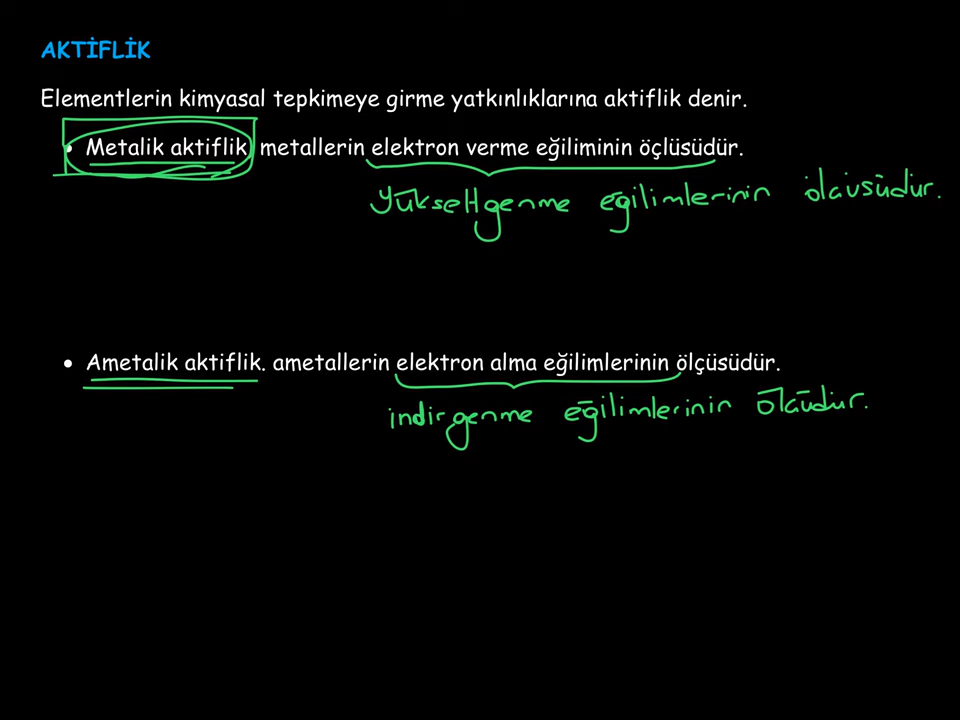 AKTİFLİK
Elementlerin kimyasal tepkimeye girme yatkınlıklarına aktiflik denir.
• Metalik aktiflik, metallerin elektron verme eğiliminin öçlüsüdür.
yükseltgenme eğilimlerinin ölçüsüdür.
• Ametalik aktiflik. ametallerin elektron alma eğilimlerinin ölçüsüdür.
indirgenme eğilimlerinin ölçüdür.